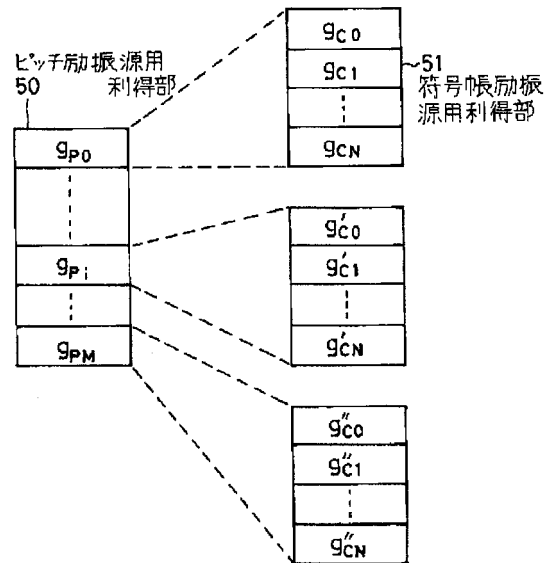 ピッチ励振源用
50 利得部
g_P0
g_Pi
g_PM
g_C0
g_C1
g_CN
51
符号帳励振
源用利得部
g'_C0
g'_C1
g'_CN
g''_C0
g''_C1
g''_CN